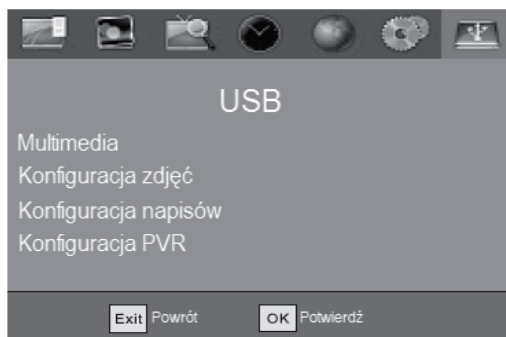 USB
Multimedia
Konfiguracja zdjęć
Konfiguracja napisów
Konfiguracja PVR
Exit Powrót OK Potwierdź